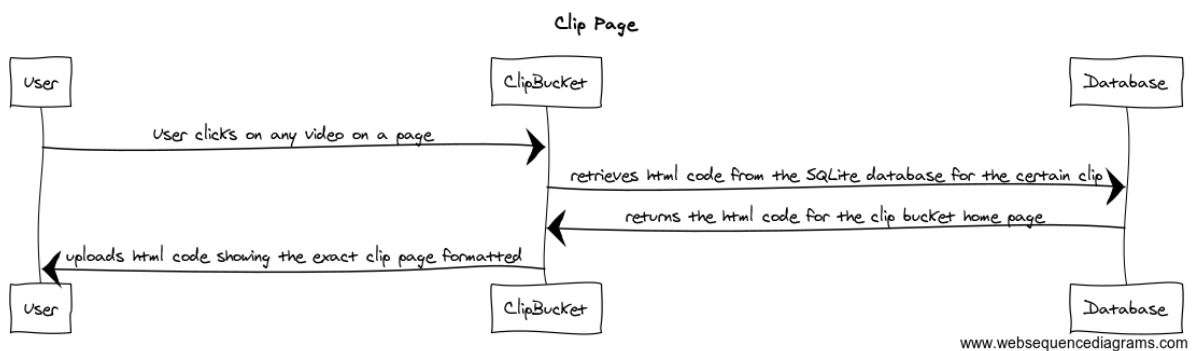 Clip Page
User
ClipBucket
Database
User clicks on any video on a page
retrieves html code from the SQLite database for the certain clip
returns the html code for the clip bucket home page
uploads html code showing the exact clip page formatted
User
ClipBucket
Database
www.websequencediagrams.com